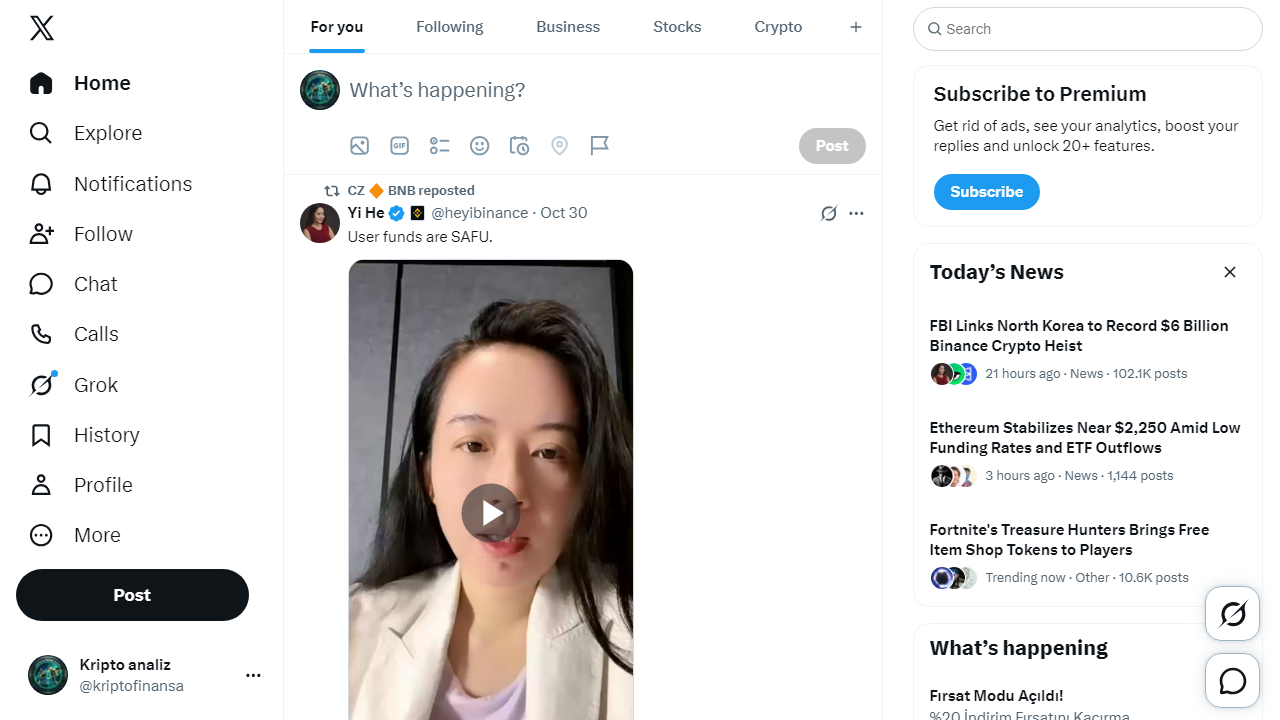 Home
Explore
Notifications
Follow
Chat
Calls
Grok
History
Profile
More
Post
Kripto analiz
@kriptofinansa
For you
Following
Business
Stocks
Crypto
What’s happening?
GIF
Post
CZ 🔶 BNB reposted
Yi He @heyibinance · Oct 30
User funds are SAFU.
Search
Subscribe to Premium
Get rid of ads, see your analytics, boost your
replies and unlock 20+ features.
Subscribe
Today’s News
FBI Links North Korea to Record $6 Billion
Binance Crypto Heist
21 hours ago · News · 102.1K posts
Ethereum Stabilizes Near $2,250 Amid Low
Funding Rates and ETF Outflows
3 hours ago · News · 1,144 posts
Fortnite's Treasure Hunters Brings Free
Item Shop Tokens to Players
Trending now · Other · 10.6K posts
What’s happening
Fırsat Modu Açıldı!
%20 İndirim Fırsatını Kaçırma